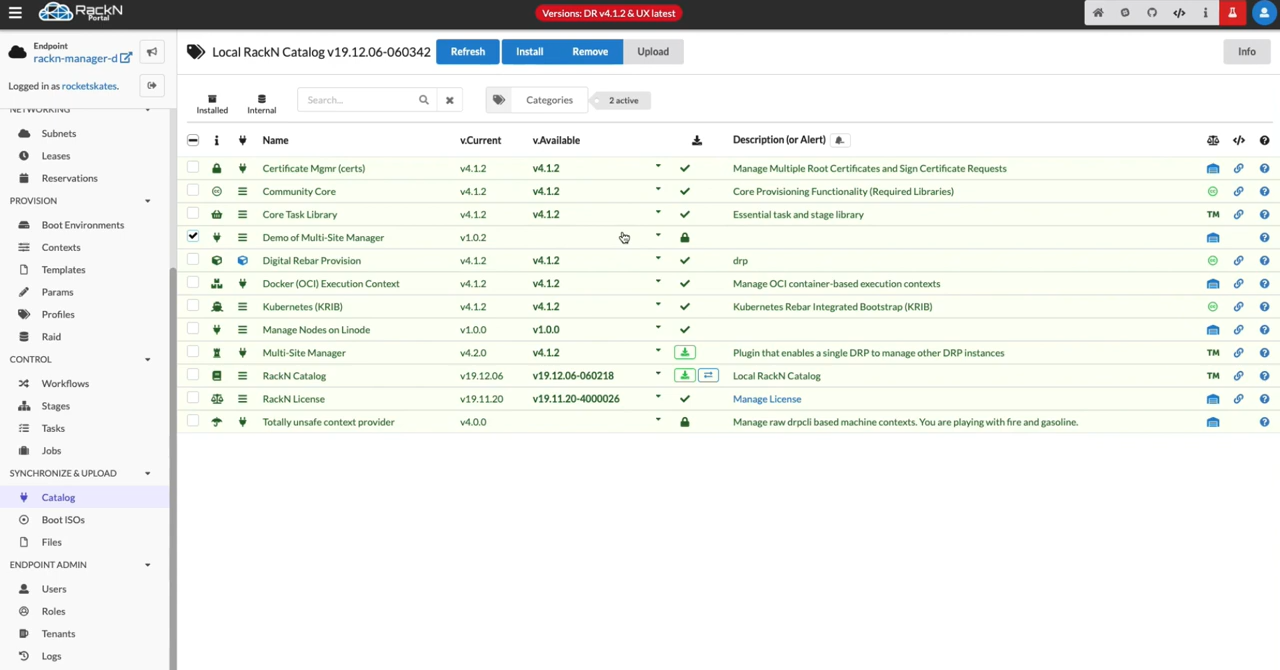 RackN
Portal
Versions: DR v4.1.2 & UX latest
Endpoint
rackn-manager-d
Logged in as rocketskates.
NETWORKING
Subnets
Leases
Reservations
PROVISION
Boot Environments
Contexts
Templates
Params
Profiles
Raid
CONTROL
Workflows
Stages
Tasks
Jobs
SYNCHRONIZE & UPLOAD
Catalog
Boot ISOs
Files
ENDPOINT ADMIN
Users
Roles
Tenants
Logs
Local RackN Catalog v19.12.06-060342 Refresh Install Remove Upload Info
Installed Internal Search... Categories 2 active
Name v.Current v.Available Description (or Alert)
Certificate Mgmr (certs) v4.1.2 v4.1.2 Manage Multiple Root Certificates and Sign Certificate Requests
Community Core v4.1.2 v4.1.2 Core Provisioning Functionality (Required Libraries)
Core Task Library v4.1.2 v4.1.2 Essential task and stage library TM
Demo of Multi-Site Manager v1.0.2
Digital Rebar Provision v4.1.2 v4.1.2 drp
Docker (OCI) Execution Context v4.1.2 v4.1.2 Manage OCI container-based execution contexts
Kubernetes (KRIB) v4.1.2 v4.1.2 Kubernetes Rebar Integrated Bootstrap (KRIB)
Manage Nodes on Linode v1.0.0 v1.0.0
Multi-Site Manager v4.2.0 v4.1.2 Plugin that enables a single DRP to manage other DRP instances TM
RackN Catalog v19.12.06 v19.12.06-060218 Local RackN Catalog TM
RackN License v19.11.20 v19.11.20-4000026 Manage License
Totally unsafe context provider v4.0.0 Manage raw drpcli based machine contexts. You are playing with fire and gasoline.